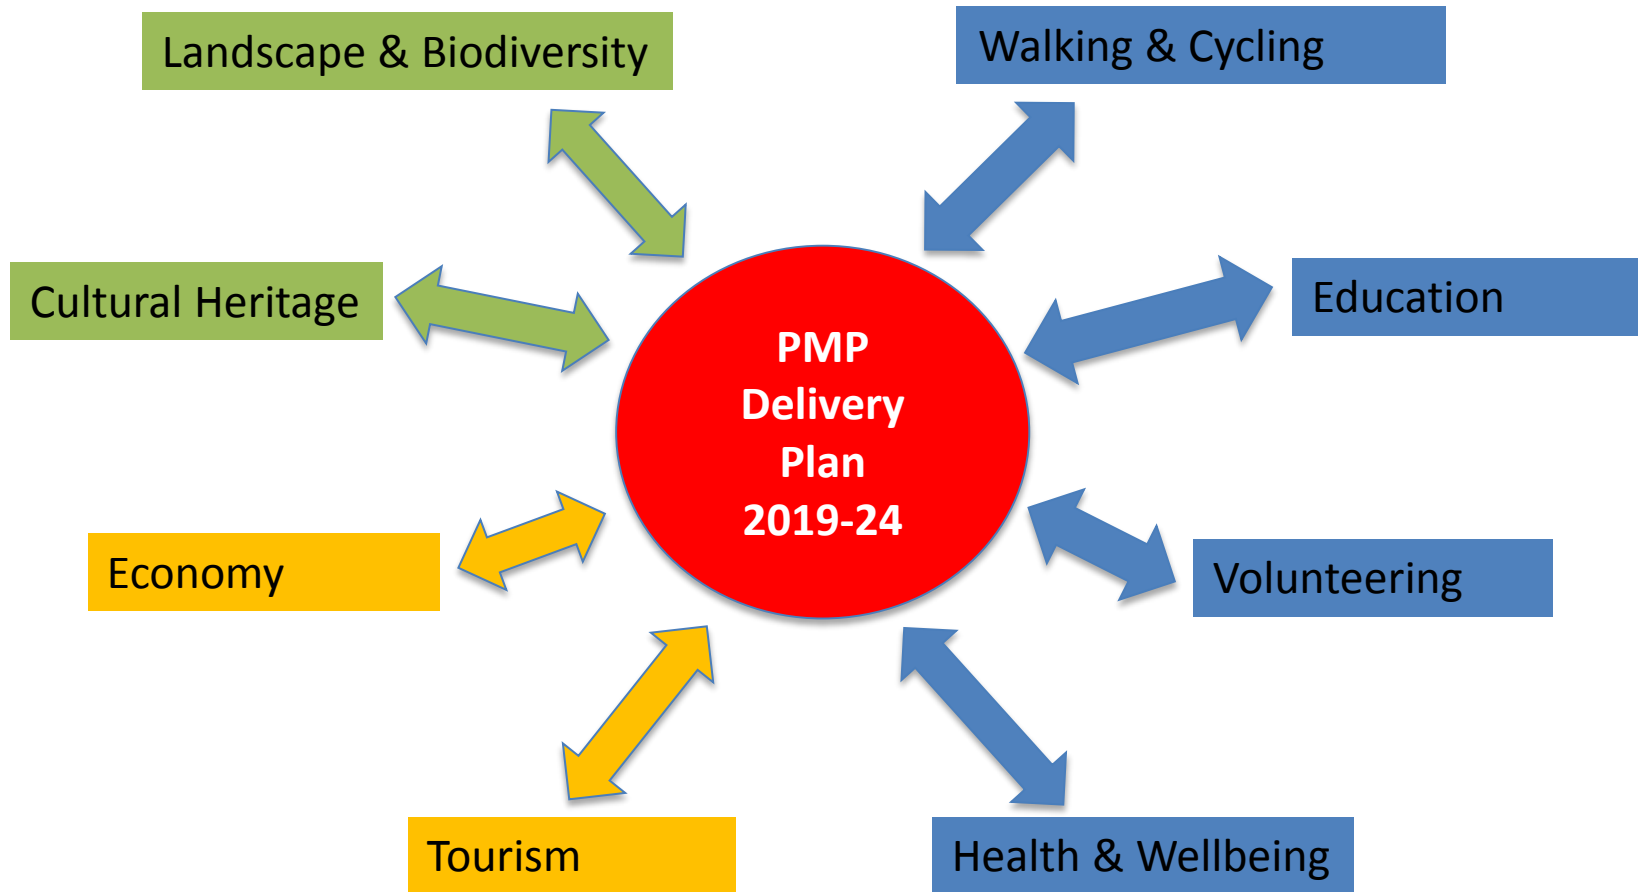 Landscape & Biodiversity
Walking & Cycling
Cultural Heritage
Education
PMP
Delivery
Plan
2019-24
Economy
Volunteering
Tourism
Health & Wellbeing